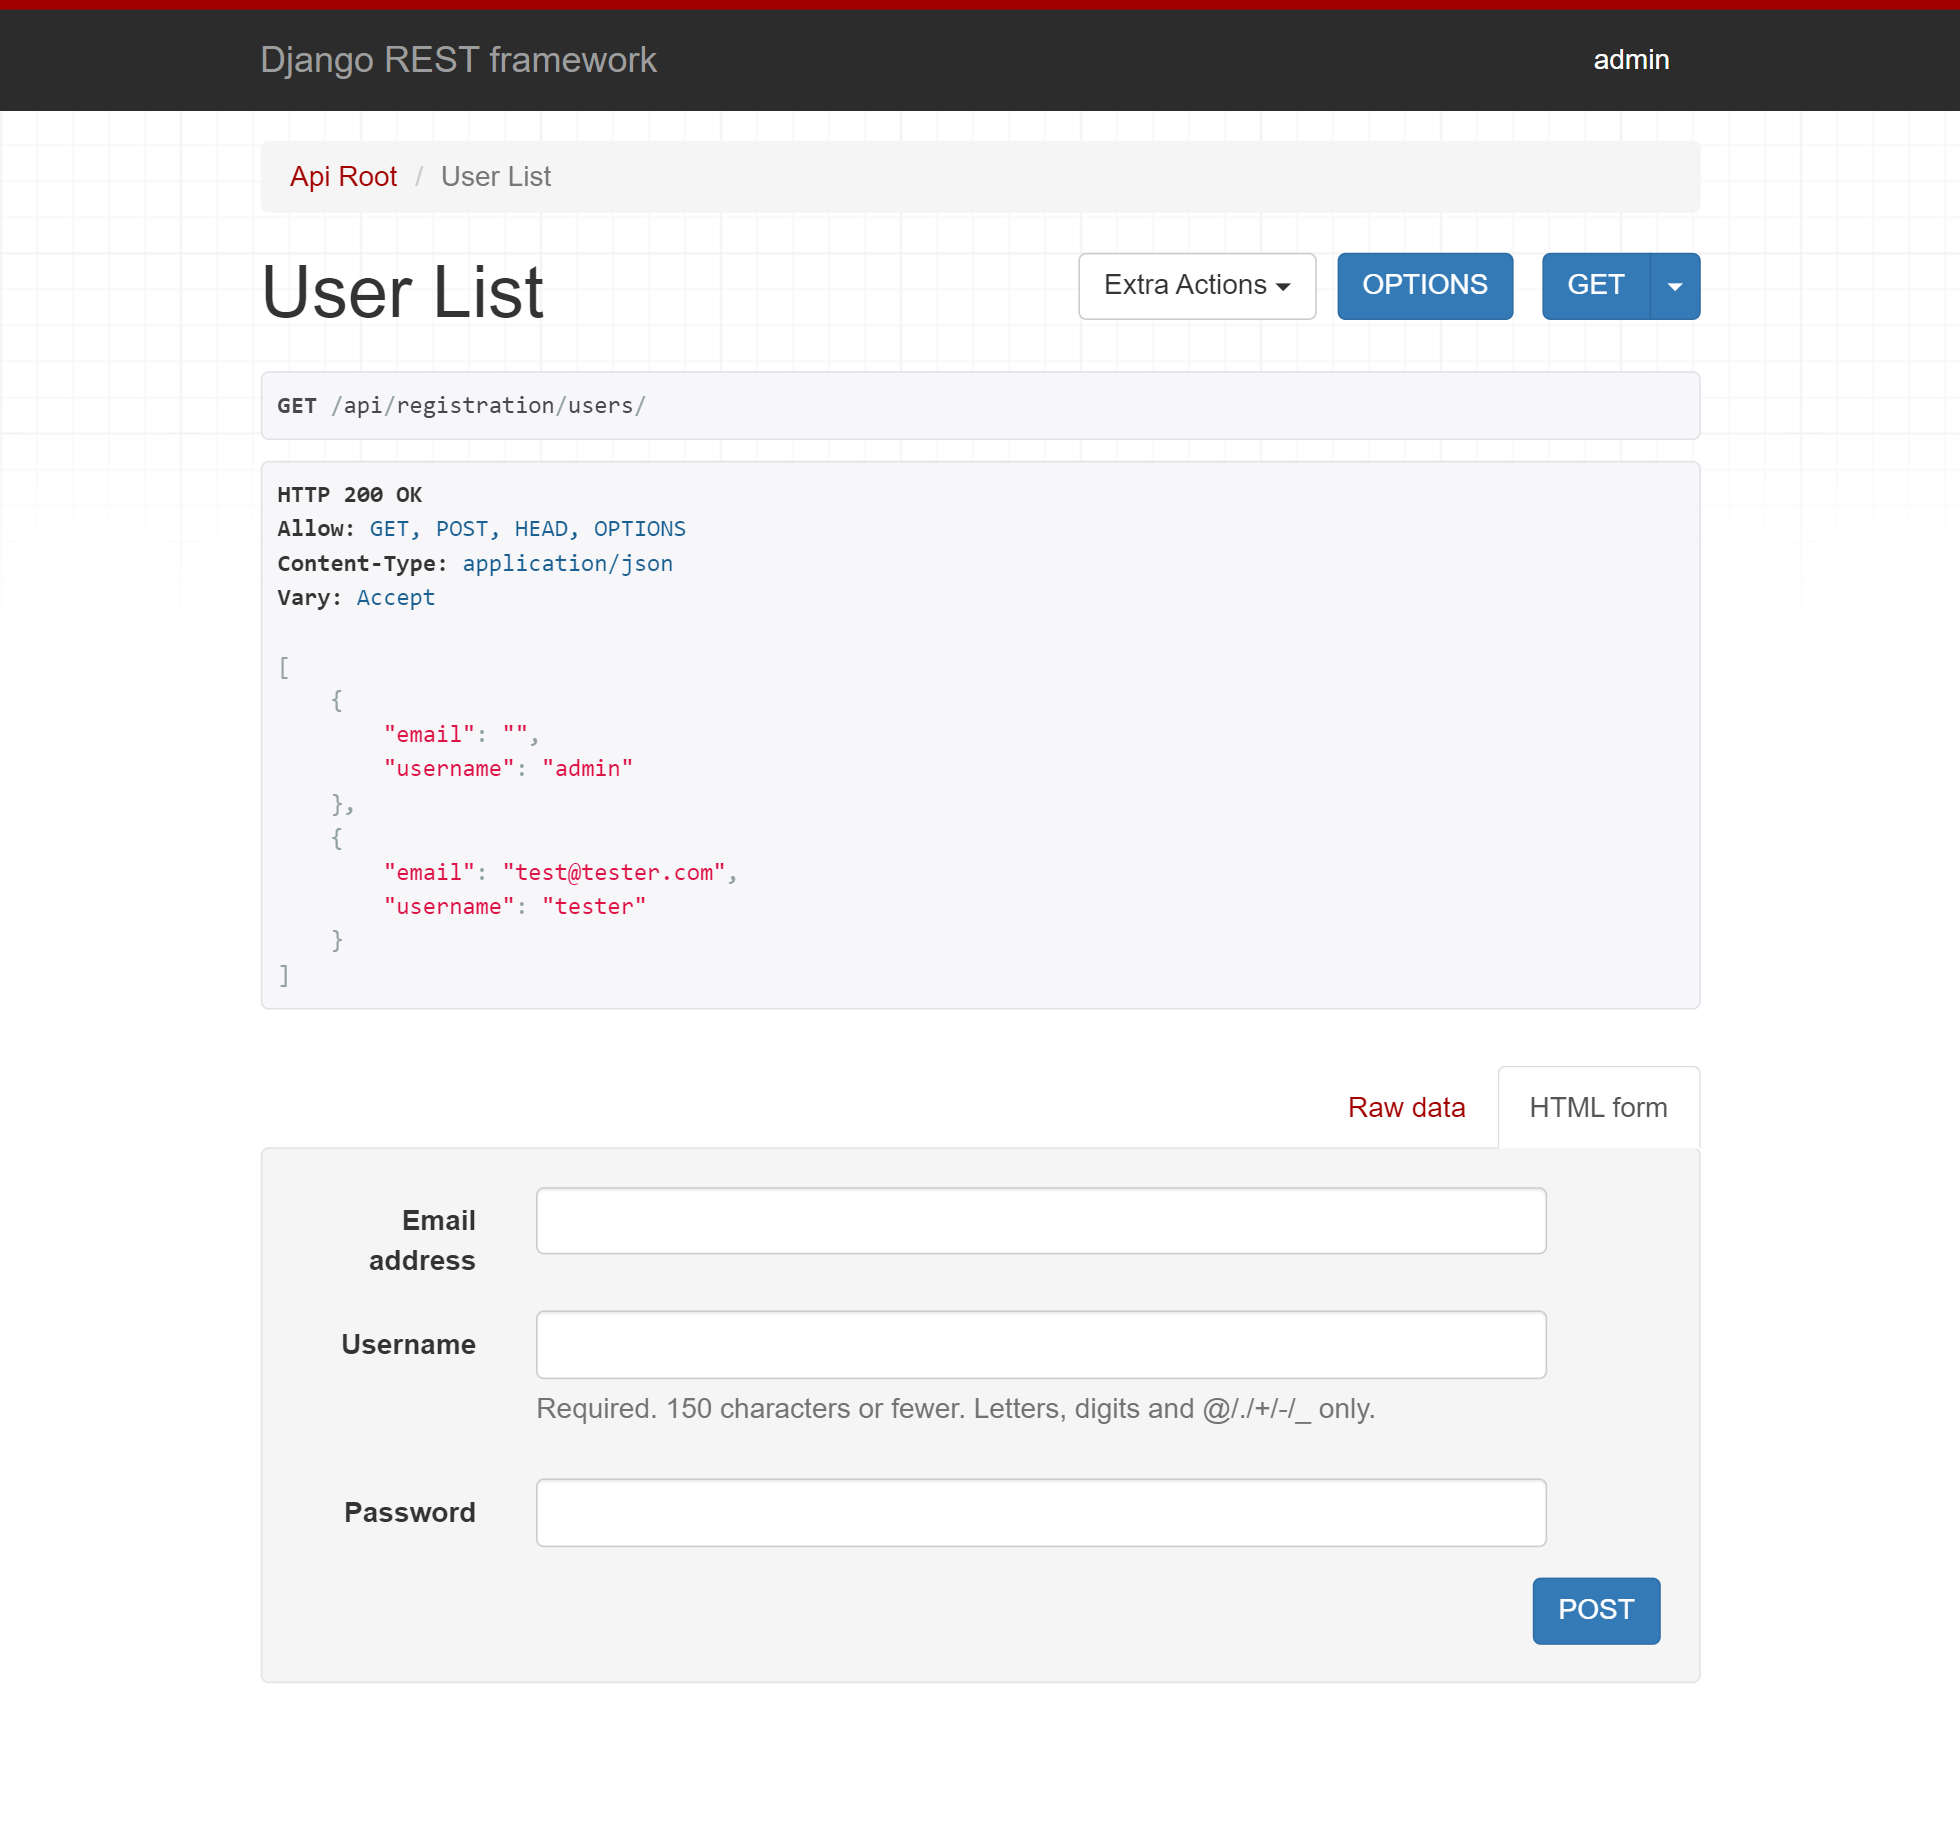 Django REST framework
admin
Api Root / User List
User List
Extra Actions
OPTIONS
GET
GET /api/registration/users/
HTTP 200 OK
Allow: GET, POST, HEAD, OPTIONS
Content-Type: application/json
Vary: Accept
[
    {
        "email": "",
        "username": "admin"
    },
    {
        "email": "test@tester.com",
        "username": "tester"
    }
]
Raw data
HTML form
Email
address
Username
Required. 150 characters or fewer. Letters, digits and @/./+/-/_ only.
Password
POST